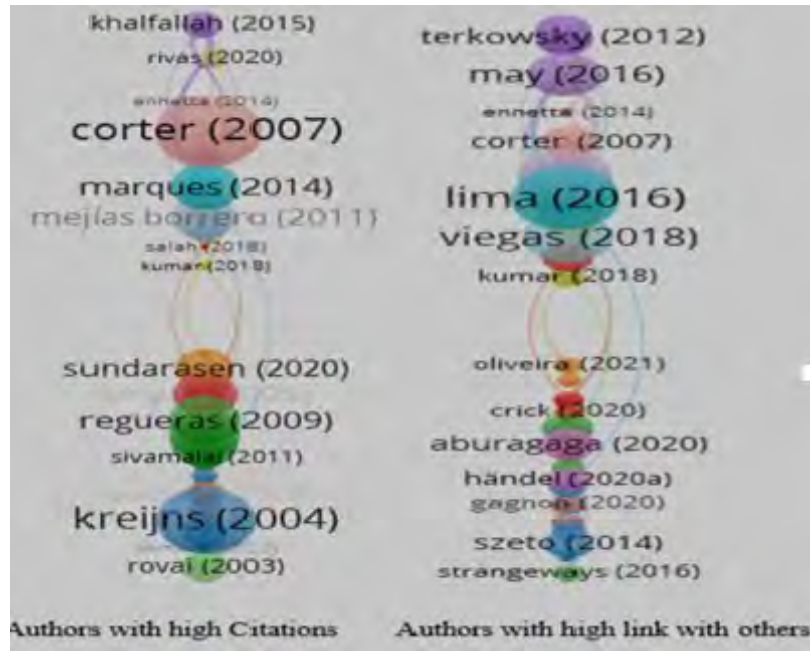 khalfallah (2015)
rivas (2020)
ennetta (2014)
corter (2007)
marques (2014)
mejías borrero (2011)
salah (2018)
kumar (2018)
sundarasen (2020)
regueras (2009)
sivamalai (2011)
kreijns (2004)
rovai (2003)
Authors with high Citations
terkowsky (2012)
may (2016)
ennetta (2014)
corter (2007)
lima (2016)
viegas (2018)
kumar (2018)
oliveira (2021)
crick (2020)
aburagaga (2020)
händel (2020a)
gagnon (2020)
szeto (2014)
strangeways (2016)
Authors with high link with others